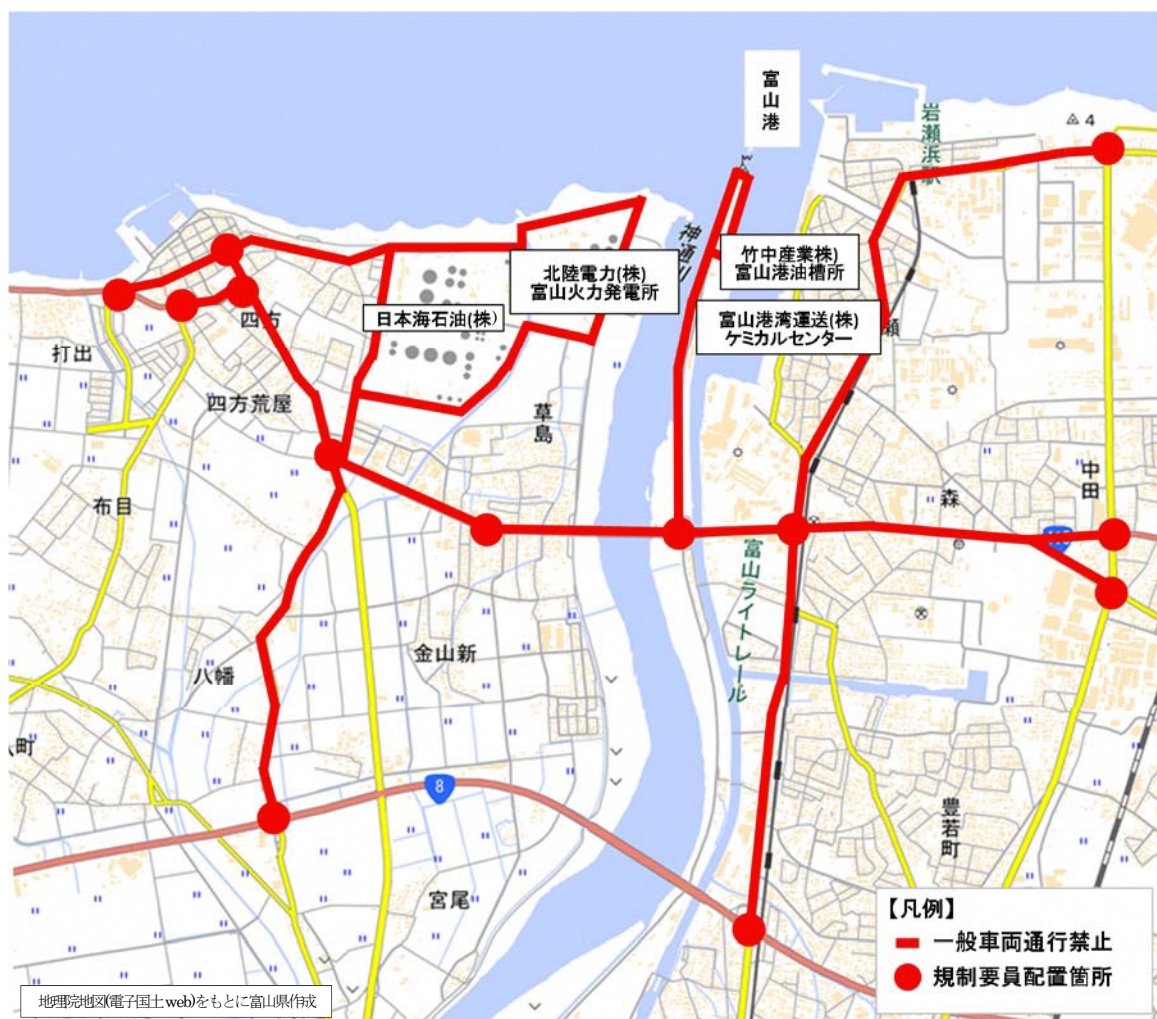 富山港
岩瀬浜駅
4
神通川
竹中産業株)
富山港油槽所
北陸電力(株)
富山火力発電所
日本海石油(株)
富山港湾運送(株)
ケミカルセンター
瀬
四方
打出
四方荒屋
草島
布目
森
中田
富山ライトレール
金山新
八幡
町
8
豊若町
宮尾
【凡例】
一般車両通行禁止
規制要員配置箇所
地理院地図(電子国土web)をもとに富山県作成